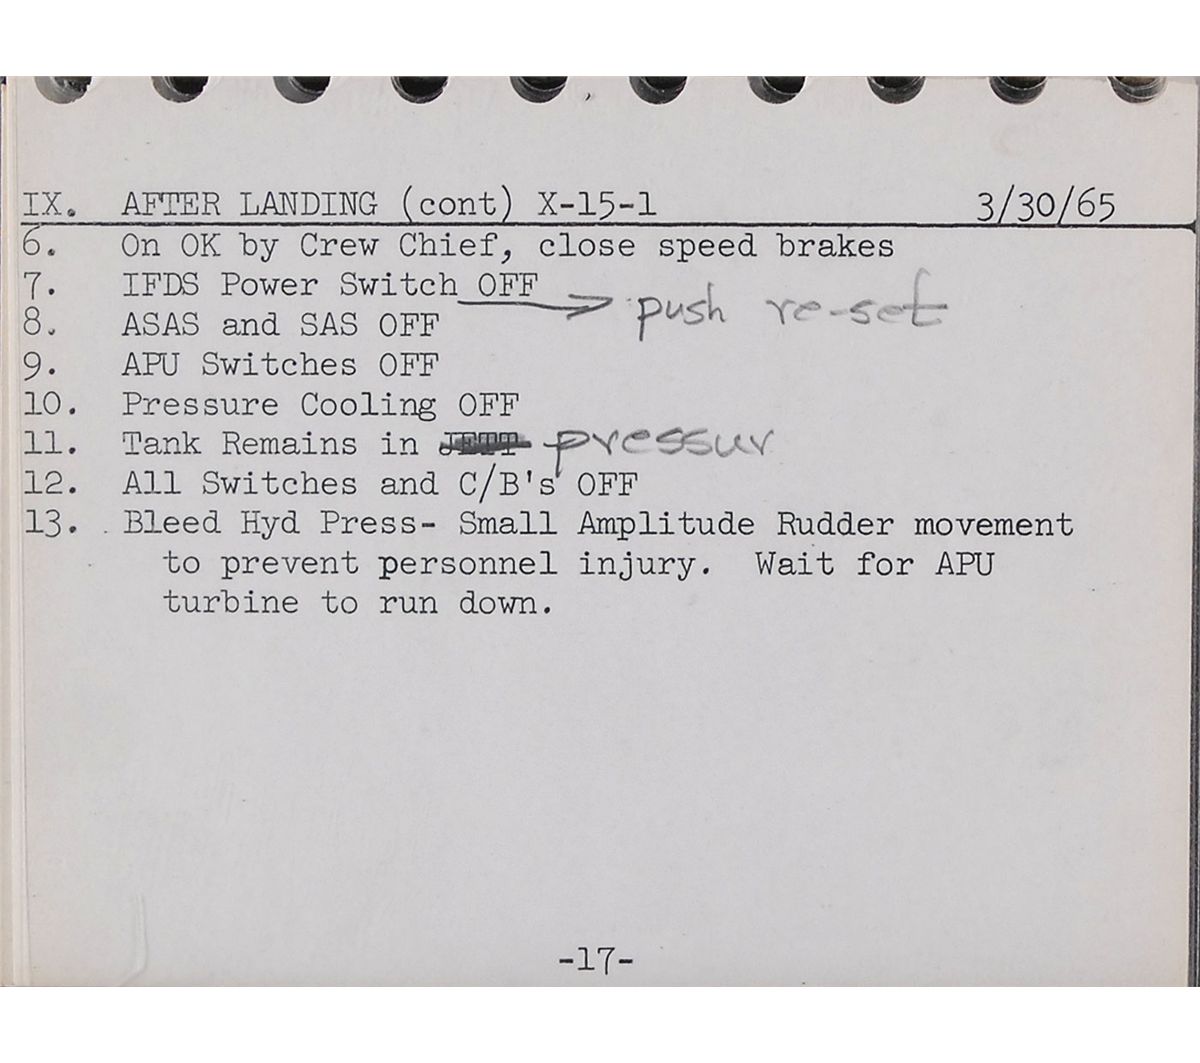 IX. AFTER LANDING (cont) X-15-1 3/30/65
6. On OK by Crew Chief, close speed brakes
7. IFDS Power Switch OFF → push re-set
8. ASAS and SAS OFF
9. APU Switches OFF
10. Pressure Cooling OFF
11. Tank Remains in JETT pressur
12. All Switches and C/B's OFF
13. Bleed Hyd Press- Small Amplitude Rudder movement
to prevent personnel injury. Wait for APU
turbine to run down.
-17-